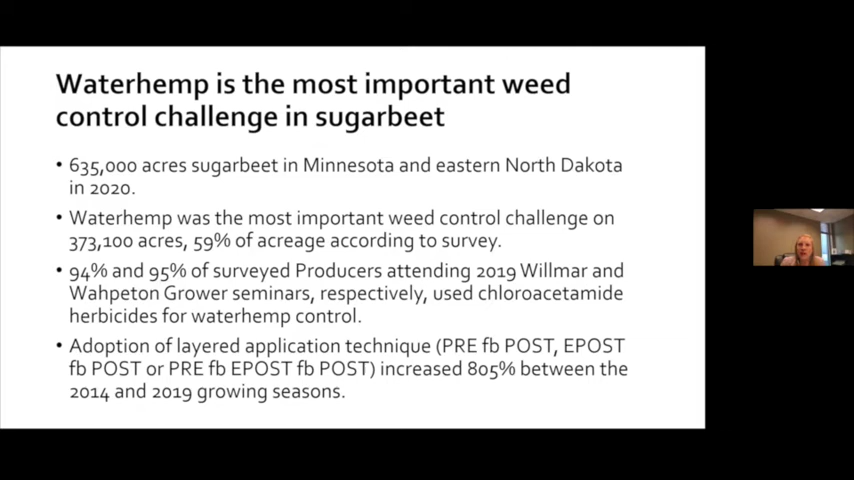 Waterhemp is the most important weed
control challenge in sugarbeet
• 635,000 acres sugarbeet in Minnesota and eastern North Dakota
in 2020.
• Waterhemp was the most important weed control challenge on
373,100 acres, 59% of acreage according to survey.
• 94% and 95% of surveyed Producers attending 2019 Willmar and
Wahpeton Grower seminars, respectively, used chloroacetamide
herbicides for waterhemp control.
• Adoption of layered application technique (PRE fb POST, EPOST
fb POST or PRE fb EPOST fb POST) increased 805% between the
2014 and 2019 growing seasons.